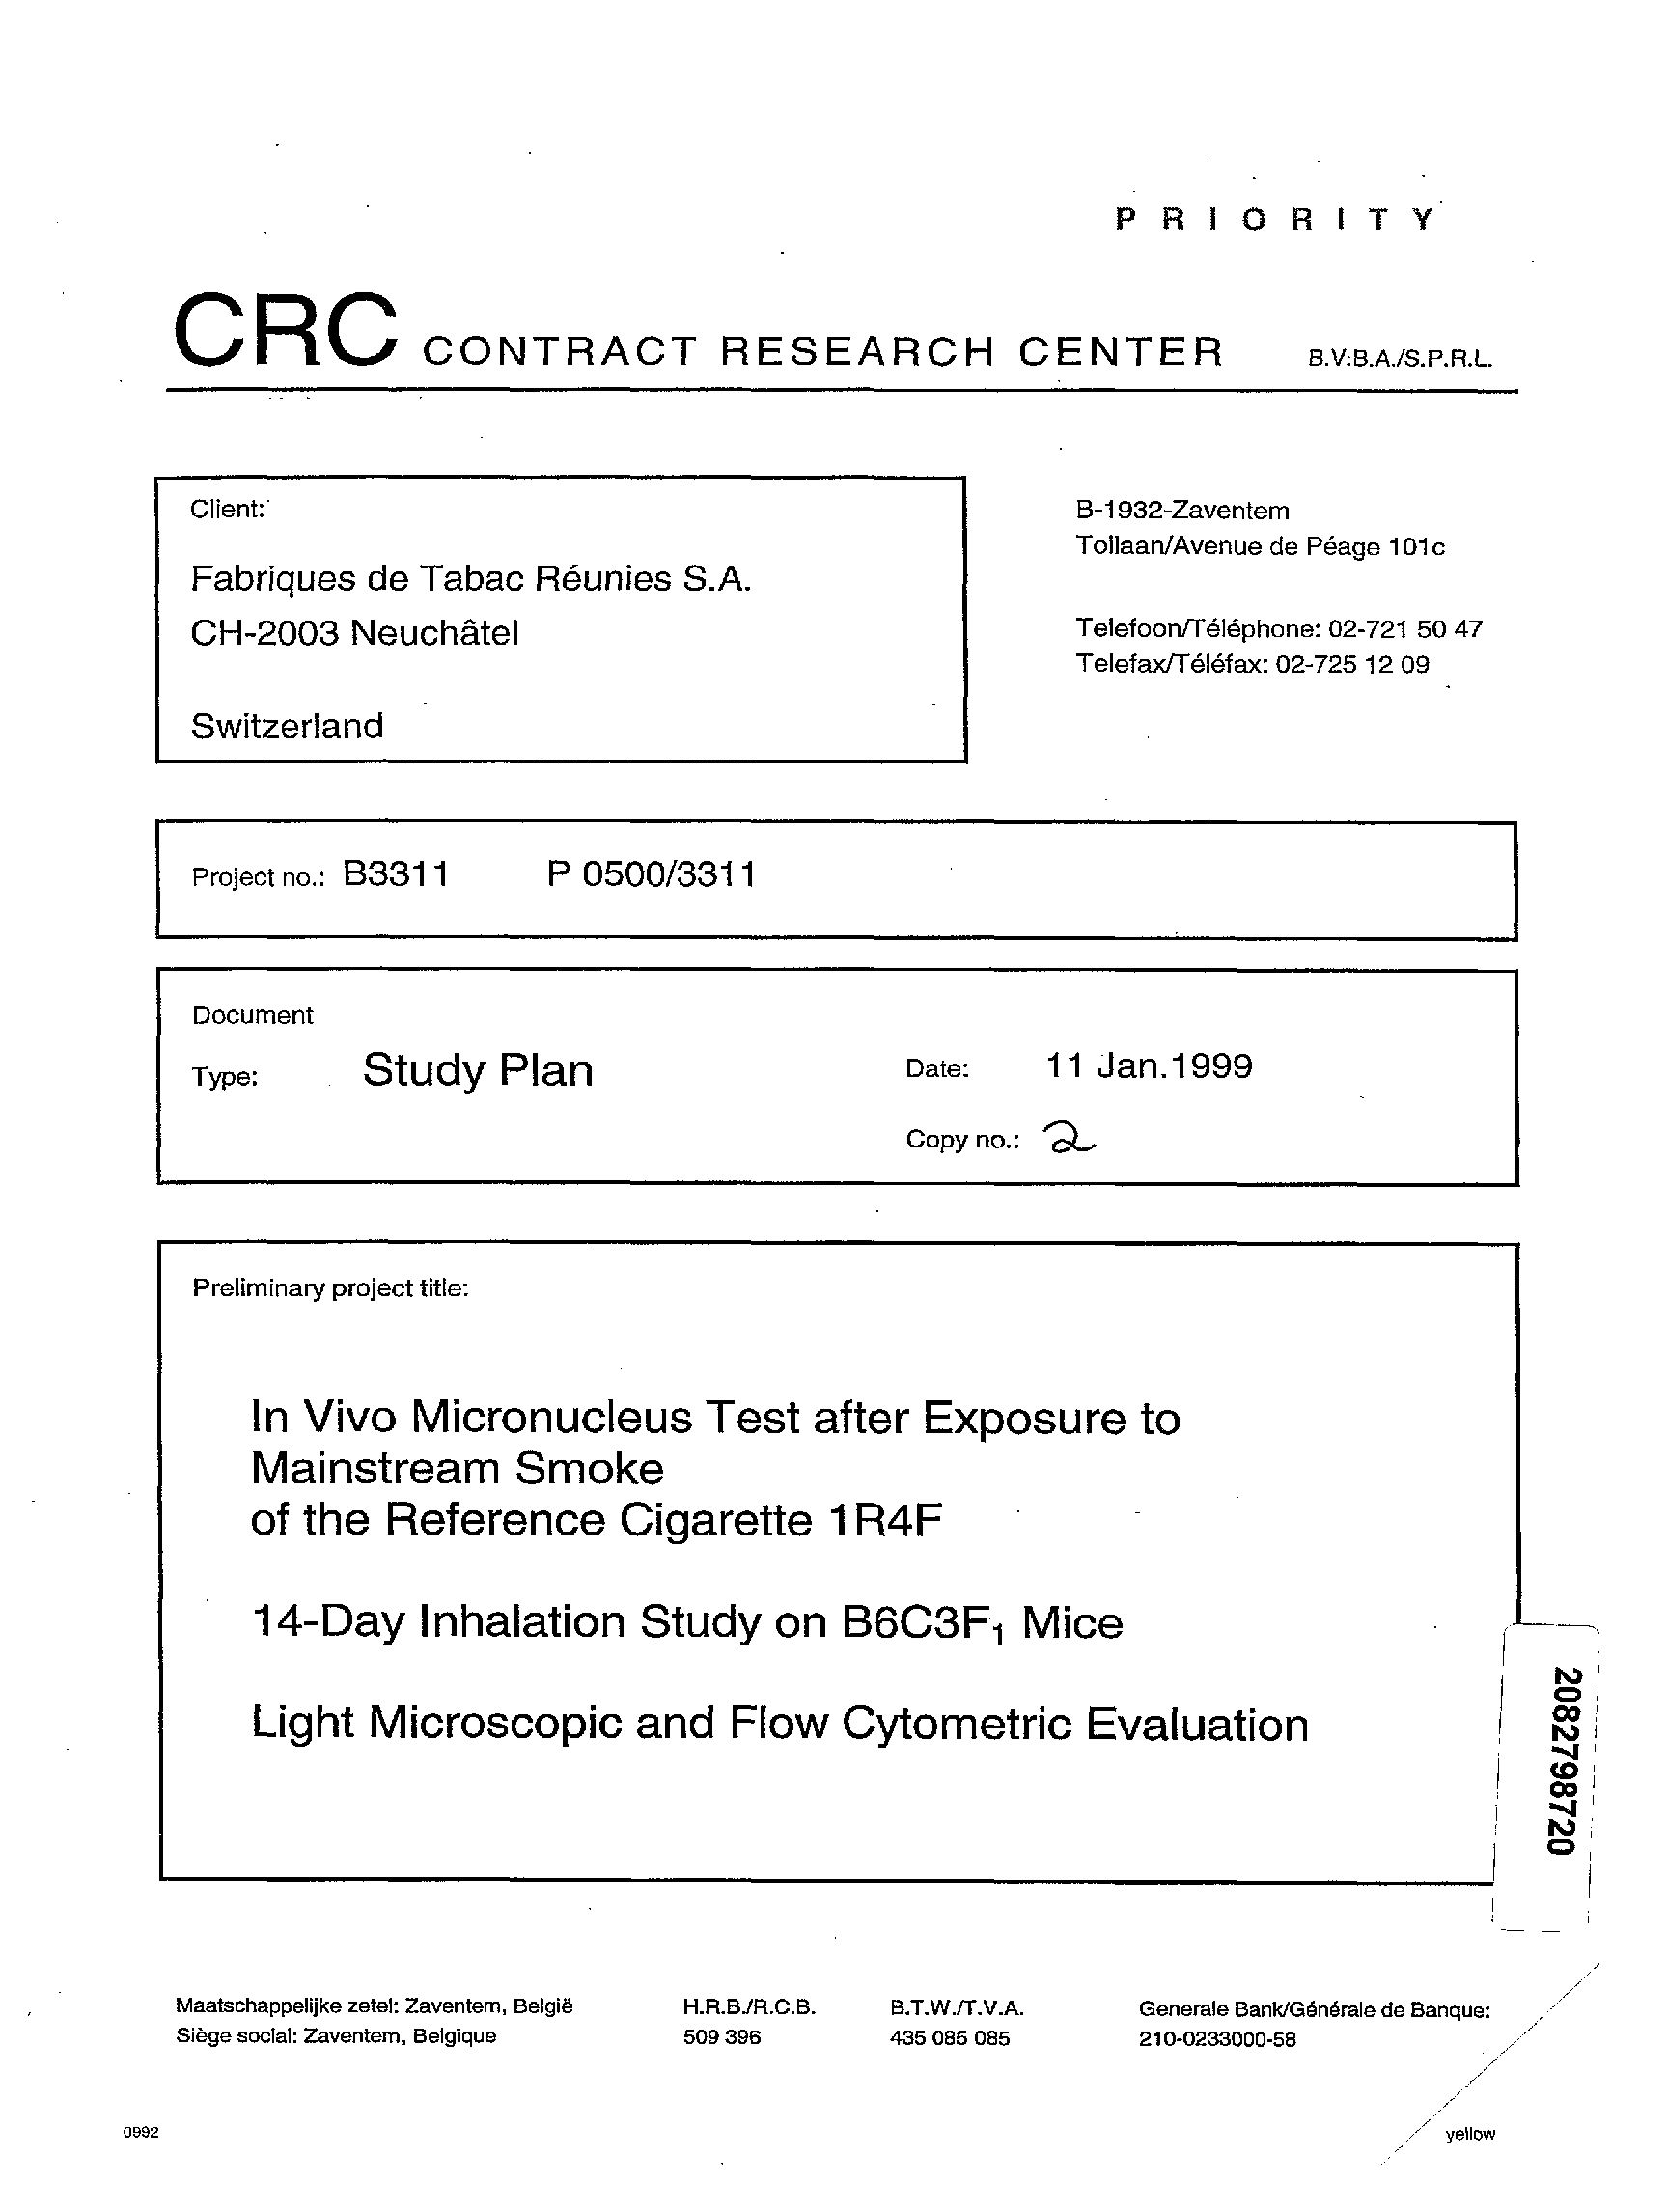 PRIORITY
CRC CONTRACT RESEARCH CENTER B.V.B.A./S.P.R.L.
Client:
Fabriques de Tabac Réunies S.A.
CH-2003 Neuchâtel
Switzerland
B-1932-Zaventem
Tollaan/Avenue de Péage 101c
Telefoon/Téléphone: 02-721 50 47
Telefax/Téléfax: 02-725 12 09
Project no.: B3311 P 0500/3311
Document
Type: Study Plan
Date: 11 Jan.1999
Copy no.: 2
Preliminary project title:
In Vivo Micronucleus Test after Exposure to
Mainstream Smoke
of the Reference Cigarette 1R4F
14-Day Inhalation Study on B6C3F₁ Mice
Light Microscopic and Flow Cytometric Evaluation
2082798720
Maatschappelijke zetel: Zaventem, België
Siège social: Zaventem, Belgique
H.R.B./R.C.B.
509 396
B.T.W./T.V.A.
435 085 085
Generale Bank/Générale de Banque:
210-0233000-58
0992
yellow